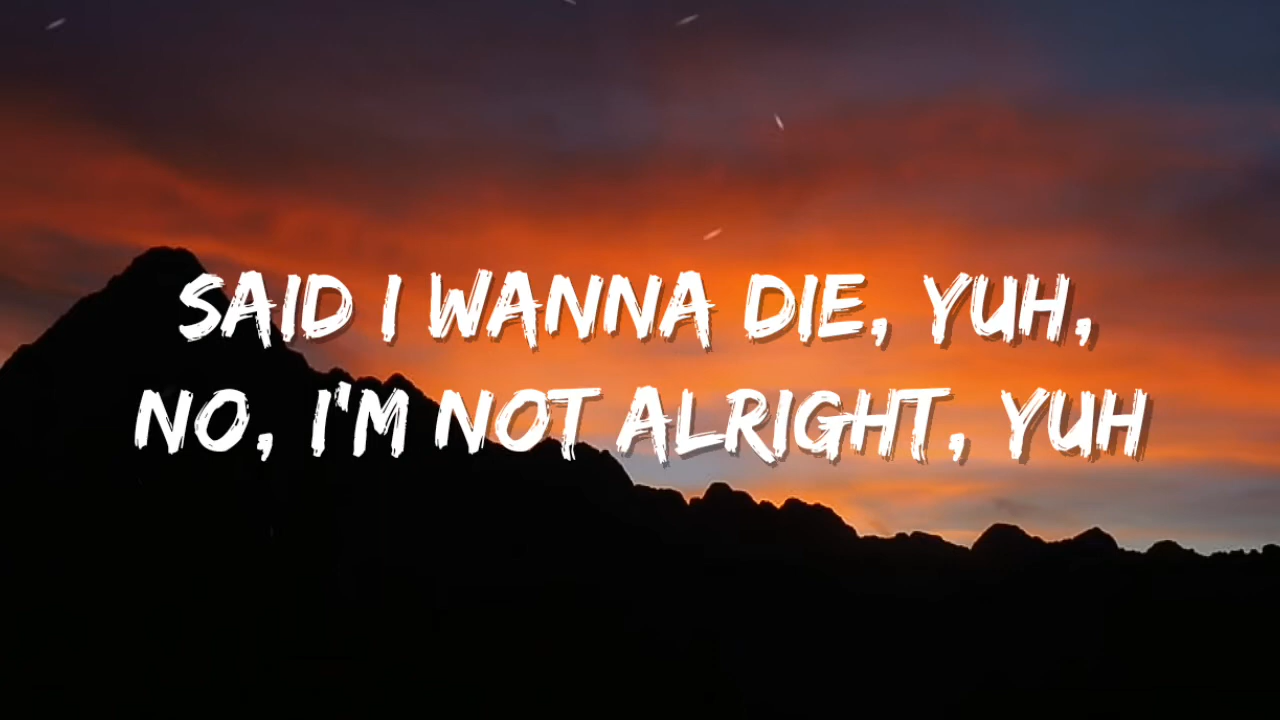 SAID I WANNA DIE, YUH,
NO, I'M NOT ALRIGHT, YUH